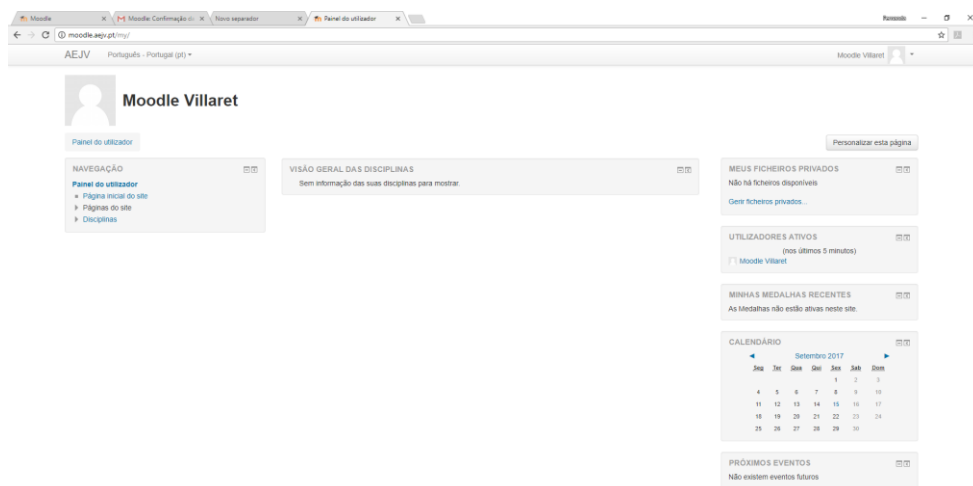 Moodle
Moodle: Confirmação d
Novo separador
Painel do utilizador
moodle.aejv.pt/my/
AEJV
Português - Portugal (pt)
Moodle Villaret
Moodle Villaret
Painel do utilizador
Personalizar esta página
NAVEGAÇÃO
Painel do utilizador
Página inicial do site
Páginas do site
Disciplinas
VISÃO GERAL DAS DISCIPLINAS
Sem informação das suas disciplinas para mostrar.
MEUS FICHEIROS PRIVADOS
Não há ficheiros disponíveis
Gerir ficheiros privados...
UTILIZADORES ATIVOS
(nos últimos 5 minutos)
Moodle Villaret
MINHAS MEDALHAS RECENTES
As Medalhas não estão ativas neste site.
CALENDÁRIO
◄ Setembro 2017 ►
Seg Ter Qua Qui Sex Sab Dom
1 2 3
4 5 6 7 8 9 10
11 12 13 14 15 16 17
18 19 20 21 22 23 24
25 26 27 28 29 30
PRÓXIMOS EVENTOS
Não existem eventos futuros